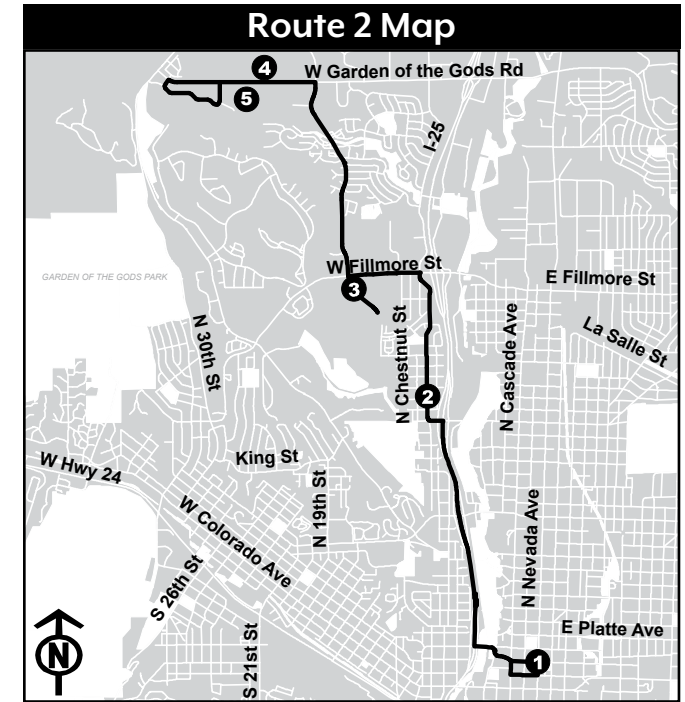 Route 2 Map
4
W Garden of the Gods Rd
5
I-25
W Fillmore St
GARDEN OF THE GODS PARK
E Fillmore St
3
N 30th St
N Chestnut St
N Cascade Ave
La Salle St
2
King St
W Hwy 24
N 19th St
W Colorado Ave
N Nevada Ave
S 26th St
E Platte Ave
S 21st St
1
N